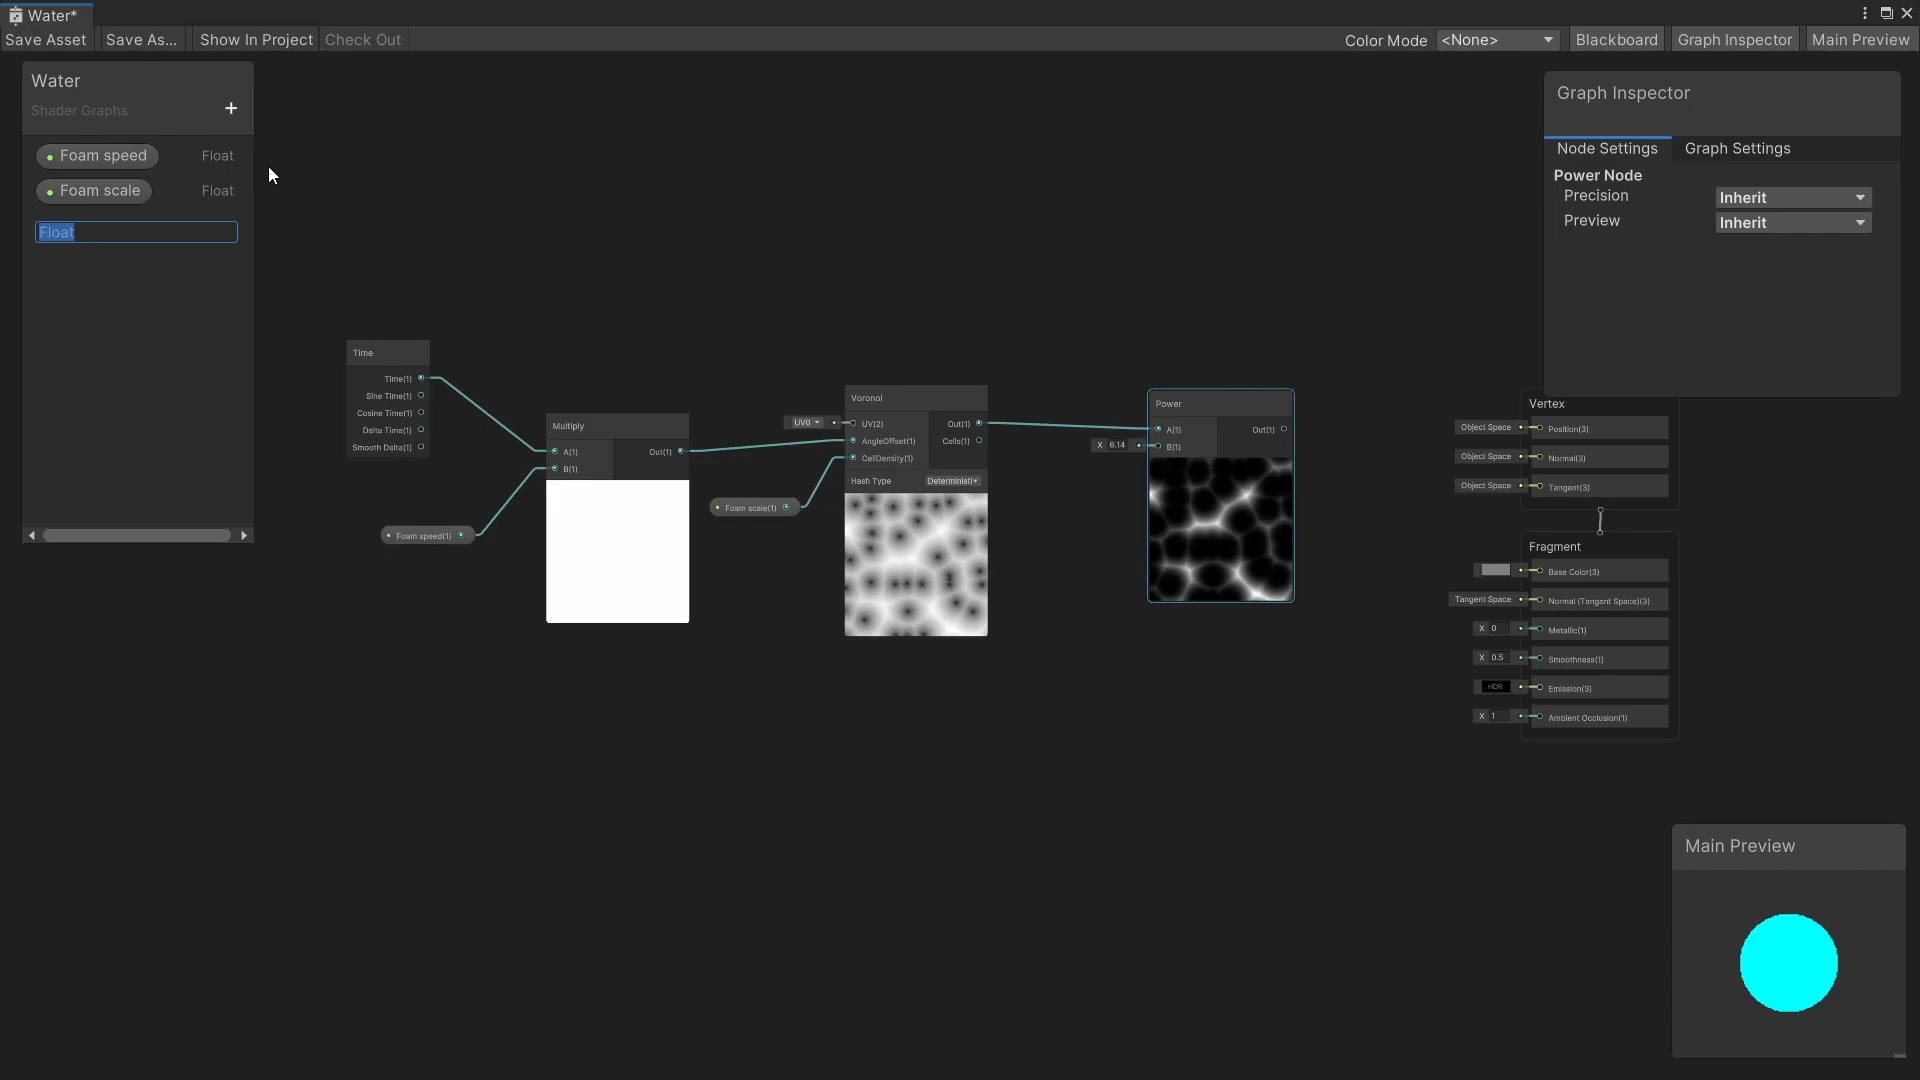 Water*
Save Asset
Save As...
Show In Project
Check Out
Color Mode
<None>
Blackboard
Graph Inspector
Main Preview
Water
Shader Graphs
+
Foam speed
Float
Foam scale
Float
Float
Graph Inspector
Node Settings
Graph Settings
Power Node
Precision
Inherit
Preview
Inherit
Time
Time(1)
Sine Time(1)
Cosine Time(1)
Delta Time(1)
Smooth Delta(1)
Foam speed(1)
Multiply
A(1)
Out(1)
B(1)
Foam scale(1)
Voronoi
UV0
UV(2)
Out(1)
AngleOffset(1)
Cells(1)
CellDensity(1)
Hash Type
Deterministi
Power
A(1)
Out(1)
X 6.14
B(1)
Vertex
Object Space
Position(3)
Object Space
Normal(3)
Object Space
Tangent(3)
Fragment
Base Color(3)
Tangent Space
Normal (Tangent Space)(3)
X 0
Metallic(1)
X 0.5
Smoothness(1)
HDR
Emission(3)
X 1
Ambient Occlusion(1)
Main Preview